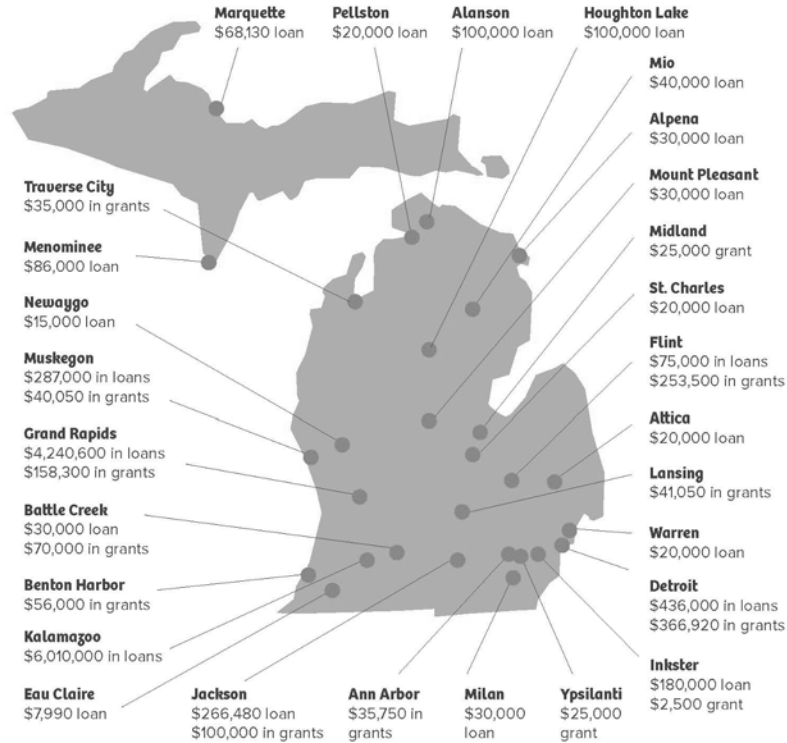 Marquette
$68,130 loan
Pellston
$20,000 loan
Alanson
$100,000 loan
Houghton Lake
$100,000 loan
Mio
$40,000 loan
Alpena
$30,000 loan
Mount Pleasant
$30,000 loan
Midland
$25,000 grant
St. Charles
$20,000 loan
Flint
$75,000 in loans
$253,500 in grants
Attica
$20,000 loan
Lansing
$41,050 in grants
Warren
$20,000 loan
Detroit
$436,000 in loans
$366,920 in grants
Inkster
$180,000 loan
$2,500 grant
Traverse City
$35,000 in grants
Menominee
$86,000 loan
Newaygo
$15,000 loan
Muskegon
$287,000 in loans
$40,050 in grants
Grand Rapids
$4,240,600 in loans
$158,300 in grants
Battle Creek
$30,000 loan
$70,000 in grants
Benton Harbor
$56,000 in grants
Kalamazoo
$6,010,000 in loans
Eau Claire
$7,990 loan
Jackson
$266,480 loan
$100,000 in grants
Ann Arbor
$35,750 in
grants
Milan
$30,000
loan
Ypsilanti
$25,000
grant